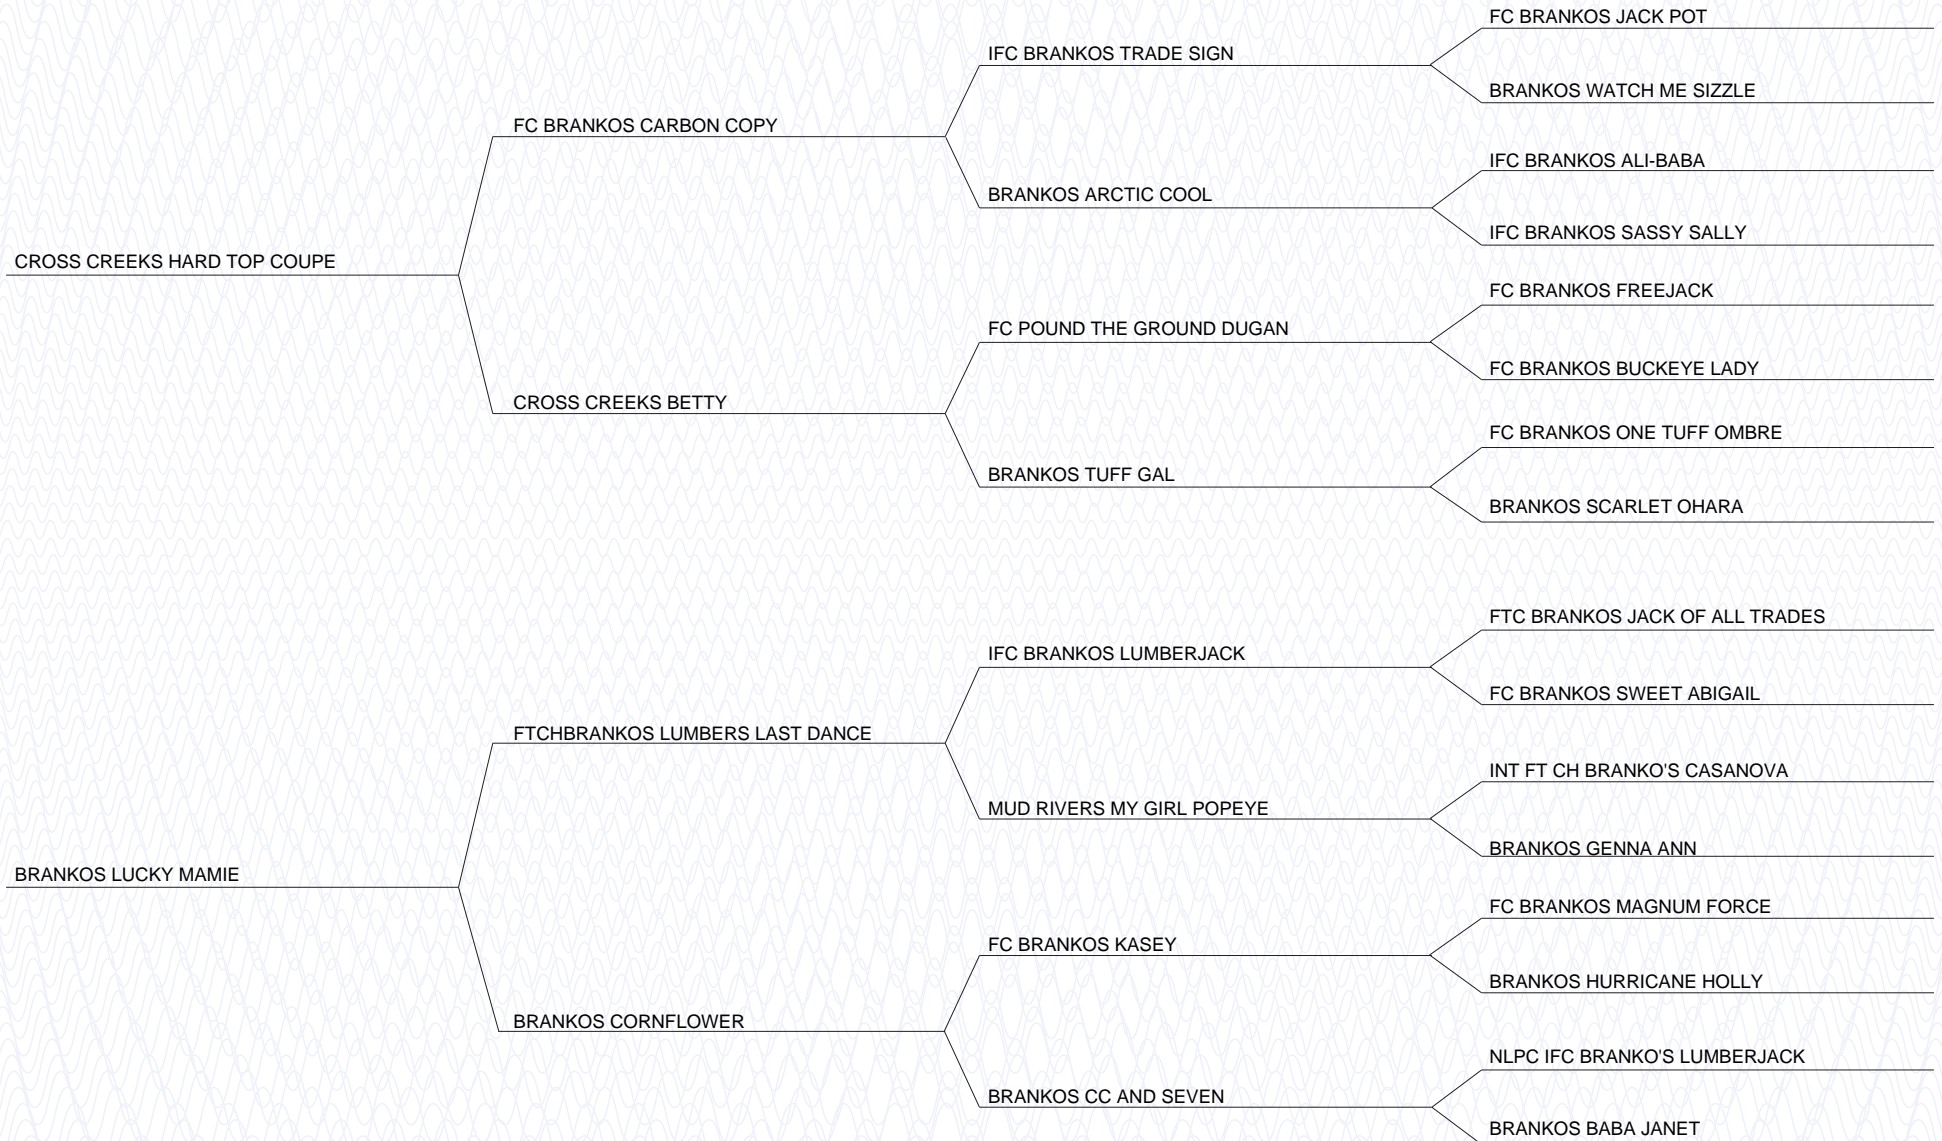 FC BRANKOS JACK POT
IFC BRANKOS TRADE SIGN
BRANKOS WATCH ME SIZZLE
FC BRANKOS CARBON COPY
IFC BRANKOS ALI-BABA
BRANKOS ARCTIC COOL
IFC BRANKOS SASSY SALLY
CROSS CREEKS HARD TOP COUPE
FC BRANKOS FREEJACK
FC POUND THE GROUND DUGAN
FC BRANKOS BUCKEYE LADY
CROSS CREEKS BETTY
FC BRANKOS ONE TUFF OMBRE
BRANKOS TUFF GAL
BRANKOS SCARLET OHARA
FTC BRANKOS JACK OF ALL TRADES
IFC BRANKOS LUMBERJACK
FC BRANKOS SWEET ABIGAIL
FTCHBRANKOS LUMBERS LAST DANCE
INT FT CH BRANKO'S CASANOVA
MUD RIVERS MY GIRL POPEYE
BRANKOS GENNA ANN
BRANKOS LUCKY MAMIE
FC BRANKOS MAGNUM FORCE
FC BRANKOS KASEY
BRANKOS HURRICANE HOLLY
BRANKOS CORNFLOWER
NLPC IFC BRANKO'S LUMBERJACK
BRANKOS CC AND SEVEN
BRANKOS BABA JANET